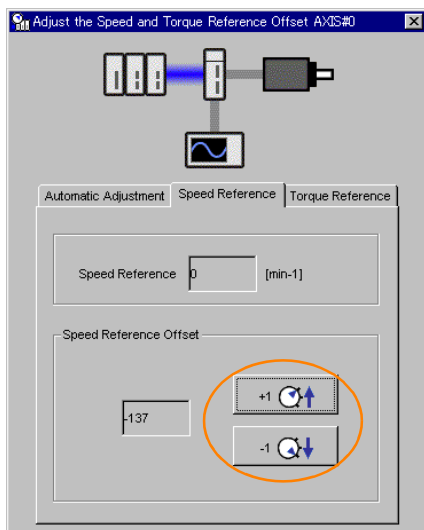 Adjust the Speed and Torque Reference Offset AXIS#0
Automatic Adjustment Speed Reference Torque Reference
Speed Reference 0 [min-1]
Speed Reference Offset
+1
-137
-1